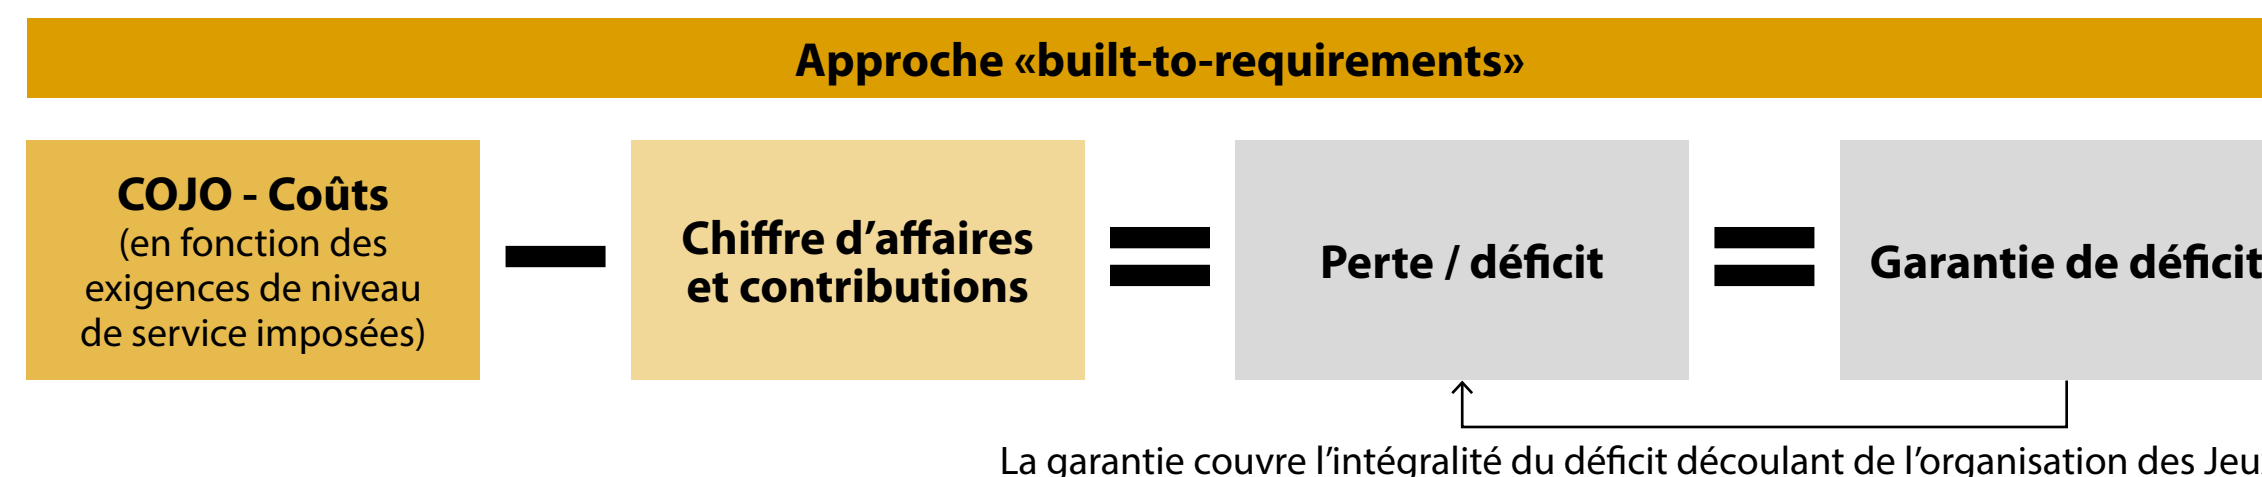 Approche «built-to-requirements»
COJO - Coûts
(en fonction des
exigences de niveau
de service imposées)
Chiffre d’affaires
et contributions
Perte / déficit
Garantie de déficit
La garantie couvre l’intégralité du déficit découlant de l’organisation des Jeux